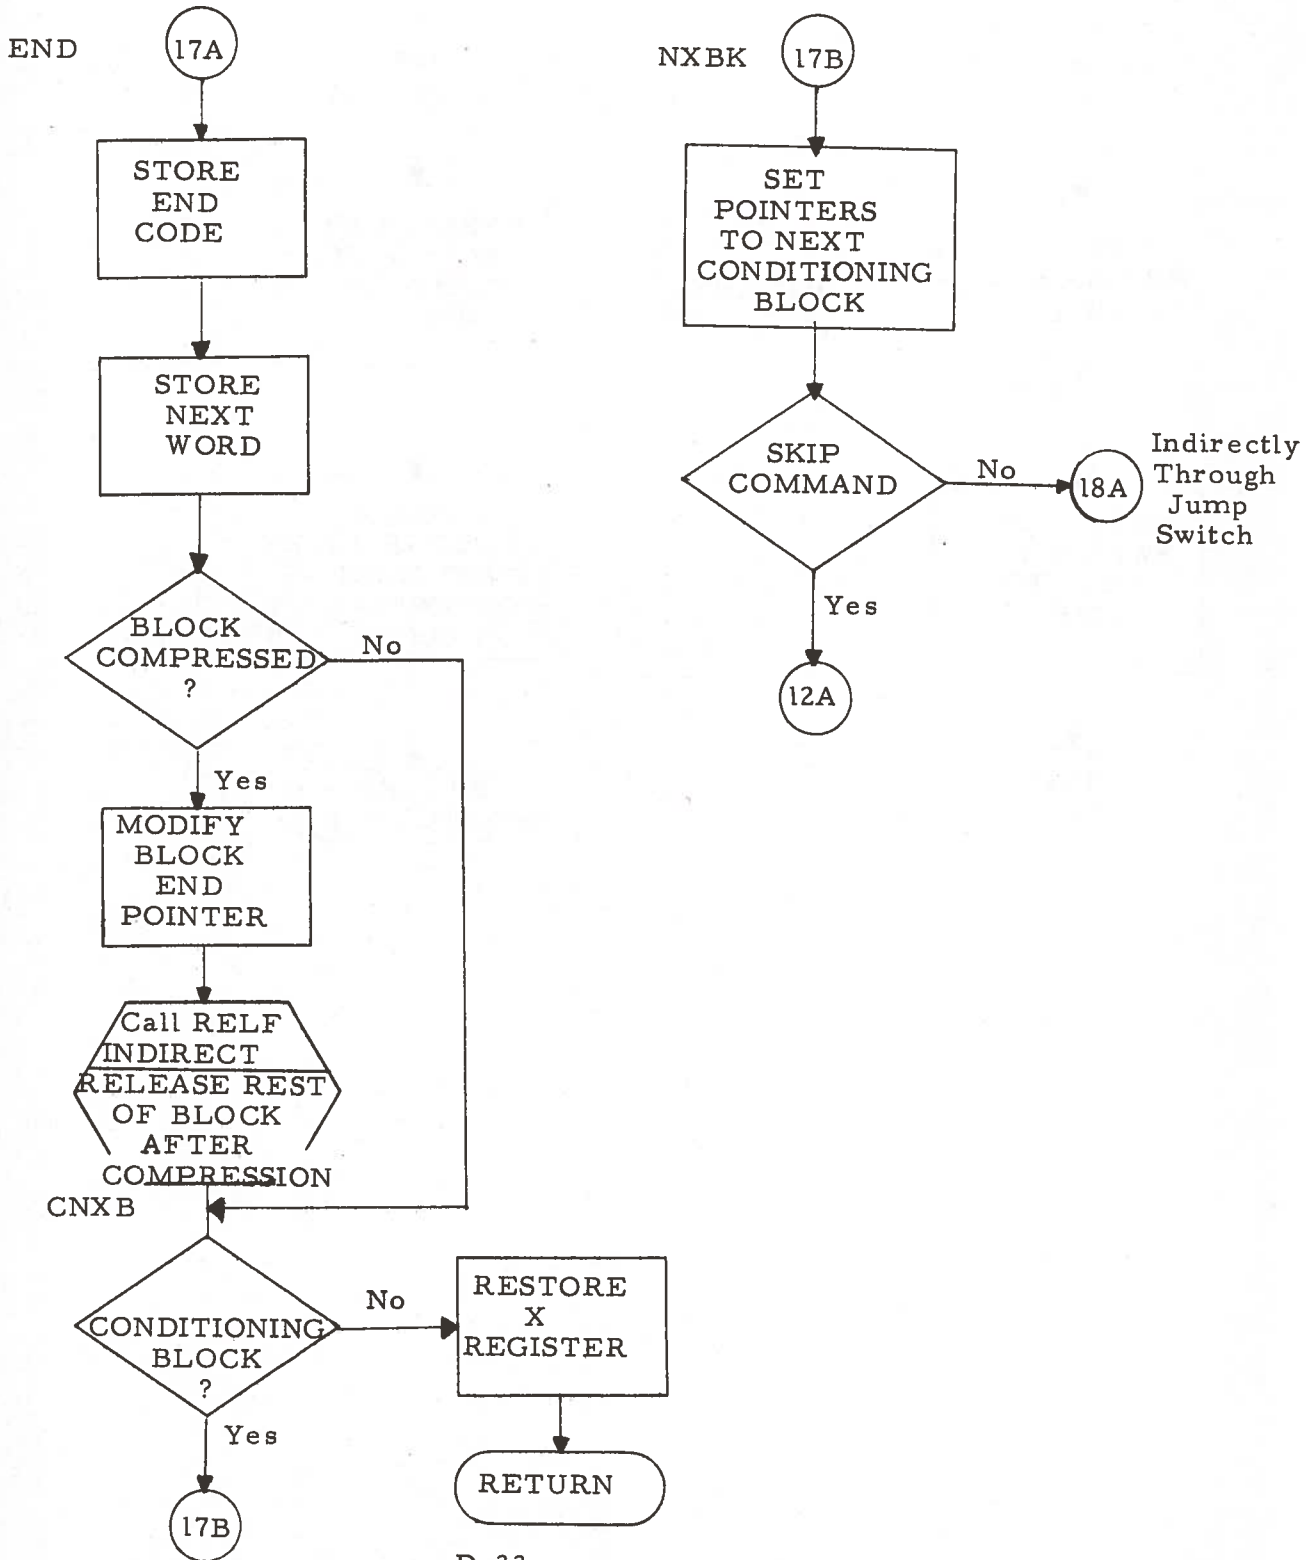 END
17A
STORE
END
CODE
STORE
NEXT
WORD
BLOCK
COMPRESSED
?
No
Yes
MODIFY
BLOCK
END
POINTER
Call RELF
INDIRECT
RELEASE REST
OF BLOCK
AFTER
COMPRESSION
CNXB
CONDITIONING
BLOCK
?
No
RESTORE
X
REGISTER
RETURN
Yes
17B
NXBK
17B
SET
POINTERS
TO NEXT
CONDITIONING
BLOCK
SKIP
COMMAND
No
18A
Indirectly
Through
Jump
Switch
Yes
12A